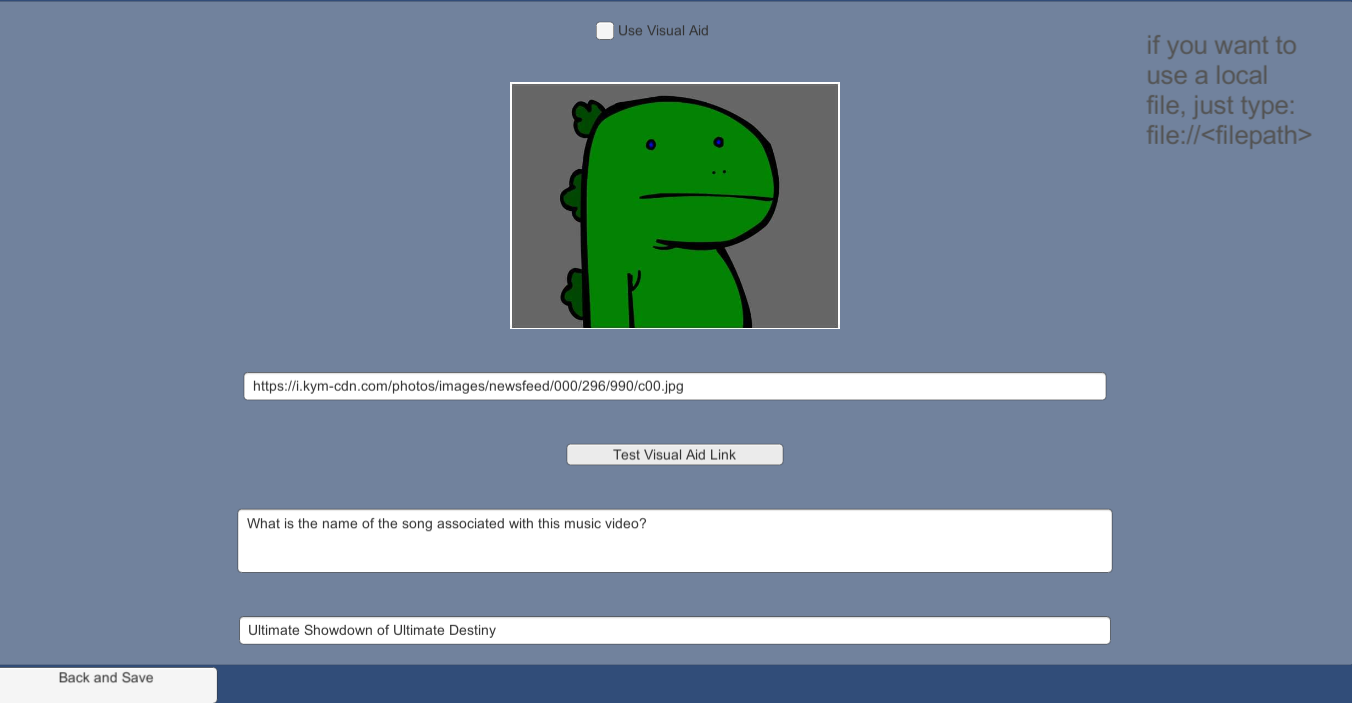 Use Visual Aid
if you want to
use a local
file, just type:
file://<filepath>
https://i.kym-cdn.com/photos/images/newsfeed/000/296/990/c00.jpg
Test Visual Aid Link
What is the name of the song associated with this music video?
Ultimate Showdown of Ultimate Destiny
Back and Save